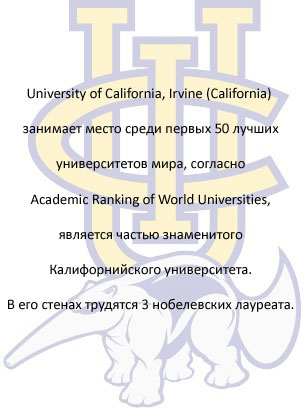 University of California, Irvine (California)
занимает место среди первых 50 лучших
университетов мира, согласно
Academic Ranking of World Universities,
является частью знаменитого
Калифорнийского университета.
В его стенах трудятся 3 нобелевских лауреата.